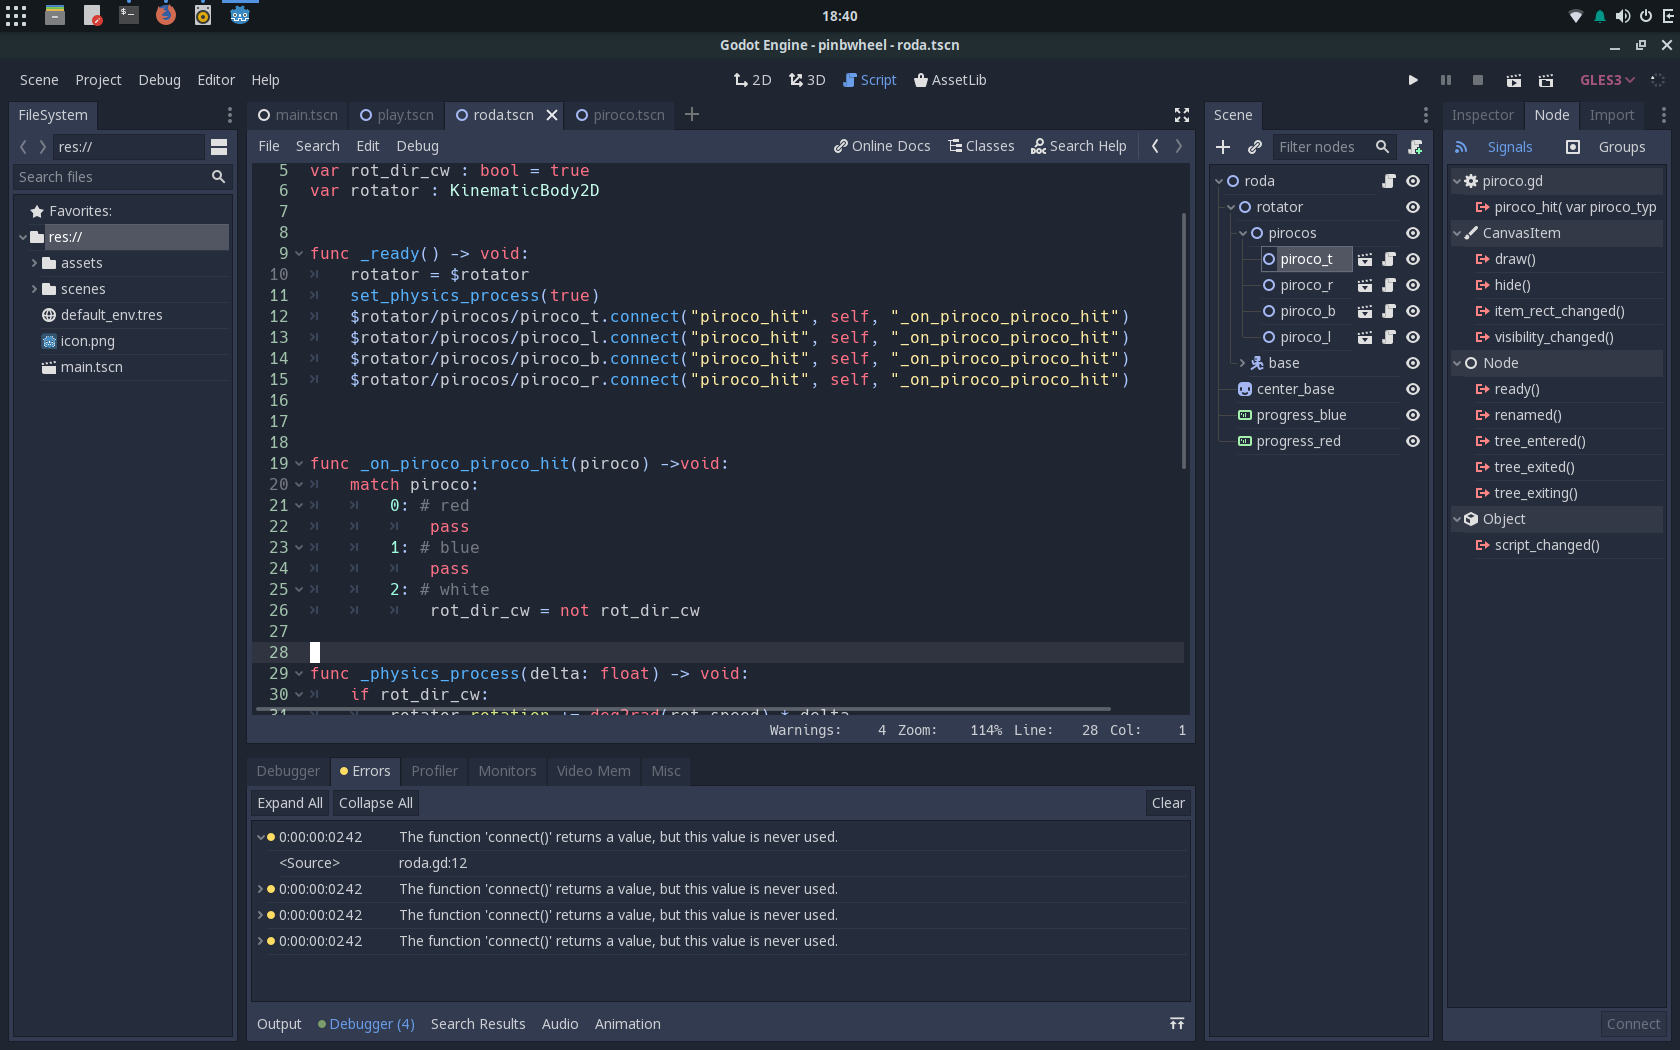 18:40
Godot Engine - pinbwheel - roda.tscn
Scene Project Debug Editor Help
2D 3D Script AssetLib
GLES3
FileSystem
res://
Search files
Favorites:
res://
assets
scenes
default_env.tres
icon.png
main.tscn
main.tscn play.tscn roda.tscn piroco.tscn
File Search Edit Debug Online Docs Classes Search Help
5 var rot_dir_cw : bool = true
6 var rotator : KinematicBody2D
7
8
9 func _ready() -> void:
10 rotator = $rotator
11 set_physics_process(true)
12 $rotator/pirocos/piroco_t.connect("piroco_hit", self, "_on_piroco_piroco_hit")
13 $rotator/pirocos/piroco_l.connect("piroco_hit", self, "_on_piroco_piroco_hit")
14 $rotator/pirocos/piroco_b.connect("piroco_hit", self, "_on_piroco_piroco_hit")
15 $rotator/pirocos/piroco_r.connect("piroco_hit", self, "_on_piroco_piroco_hit")
16
17
18
19 func _on_piroco_piroco_hit(piroco) ->void:
20 match piroco:
21 0: # red
22 pass
23 1: # blue
24 pass
25 2: # white
26 rot_dir_cw = not rot_dir_cw
27
28
29 func _physics_process(delta: float) -> void:
30 if rot_dir_cw:
31 rotator.rotation += deg2rad(rot_speed) * delta
Warnings: 4 Zoom: 114% Line: 28 Col: 1
Debugger Errors Profiler Monitors Video Mem Misc
Expand All Collapse All Clear
0:00:00:0242 The function 'connect()' returns a value, but this value is never used.
<Source> roda.gd:12
0:00:00:0242 The function 'connect()' returns a value, but this value is never used.
0:00:00:0242 The function 'connect()' returns a value, but this value is never used.
0:00:00:0242 The function 'connect()' returns a value, but this value is never used.
Output Debugger (4) Search Results Audio Animation
Scene
Filter nodes
roda
rotator
pirocos
piroco_t
piroco_r
piroco_b
piroco_l
base
center_base
progress_blue
progress_red
Inspector Node Import
Signals Groups
piroco.gd
piroco_hit( var piroco_typ
CanvasItem
draw()
hide()
item_rect_changed()
visibility_changed()
Node
ready()
renamed()
tree_entered()
tree_exited()
tree_exiting()
Object
script_changed()
Connect